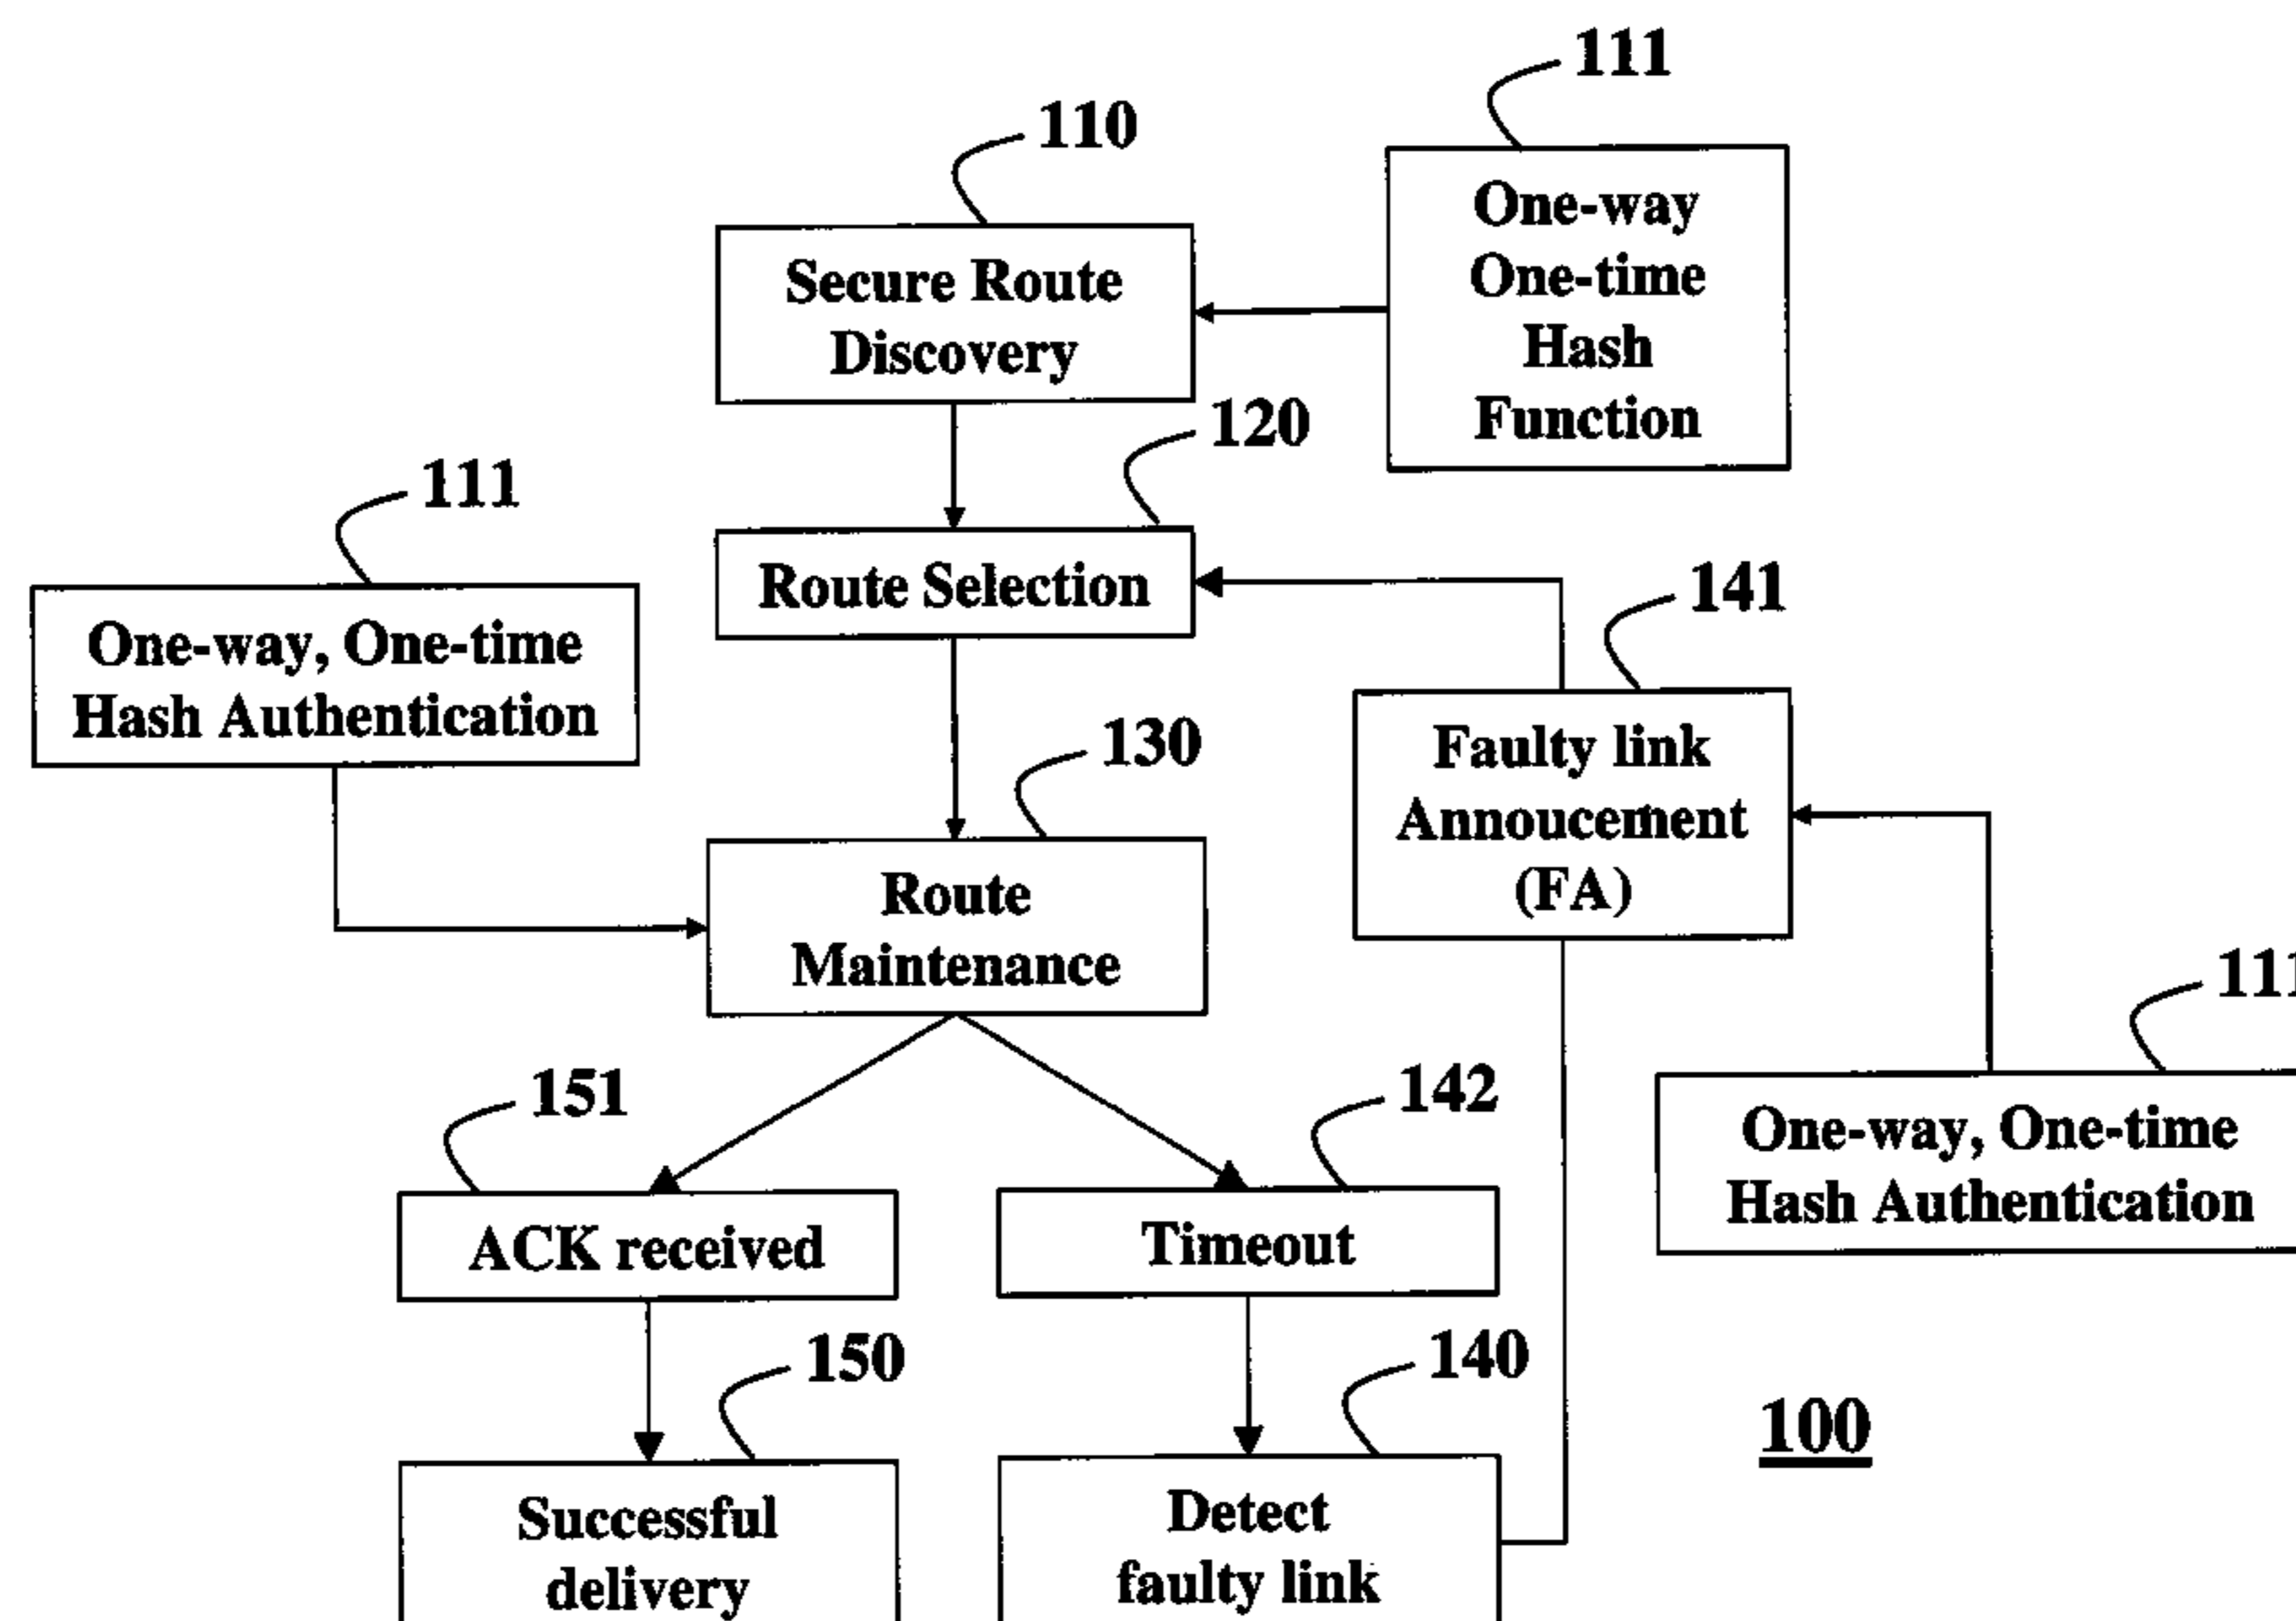 111
110
One-way
One-time
Hash
Function
Secure Route
Discovery
120
111
Route Selection
141
One-way, One-time
Hash Authentication
130
Faulty link
Annoucement
(FA)
Route
Maintenance
111
151
142
One-way, One-time
Hash Authentication
ACK received
Timeout
150
140
100
Successful
delivery
Detect
faulty link